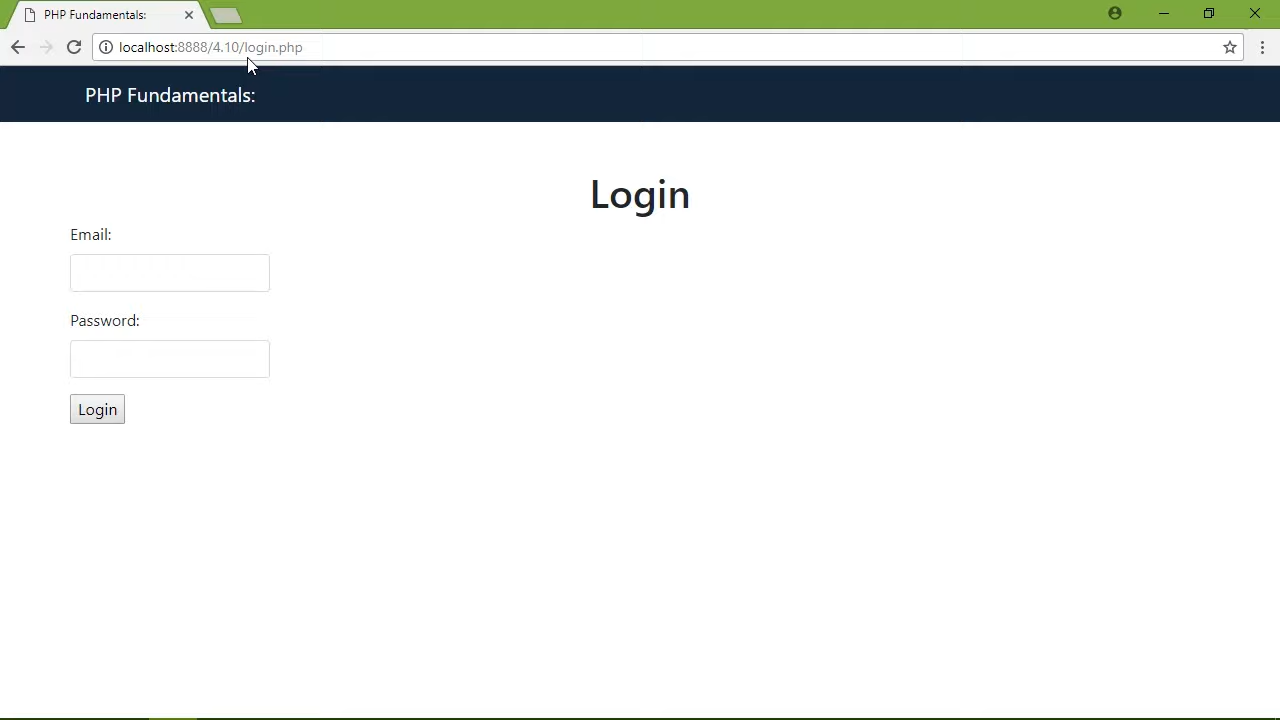 PHP Fundamentals:
localhost:8888/4.10/login.php
PHP Fundamentals:
Login
Email:
Password:
Login